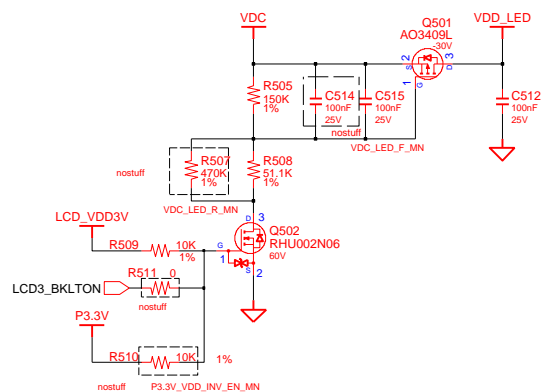 VDC
Q501
AO3409L
-30V
VDD_LED
2
3
S
D
1
G
R505
150K
1%
C514
100nF
25V
C515
100nF
25V
C512
100nF
25V
nostuff
VDC_LED_F_MN
nostuff
R507
470K
1%
R508
51.1K
1%
VDC_LED_R_MN
D
3
Q502
RHU002N06
60V
G
1
S
2
LCD_VDD3V
R509
10K
1%
R511
0
LCD3_BKLTON
nostuff
P3.3V
R510
10K
1%
nostuff
P3.3V_VDD_INV_EN_MN